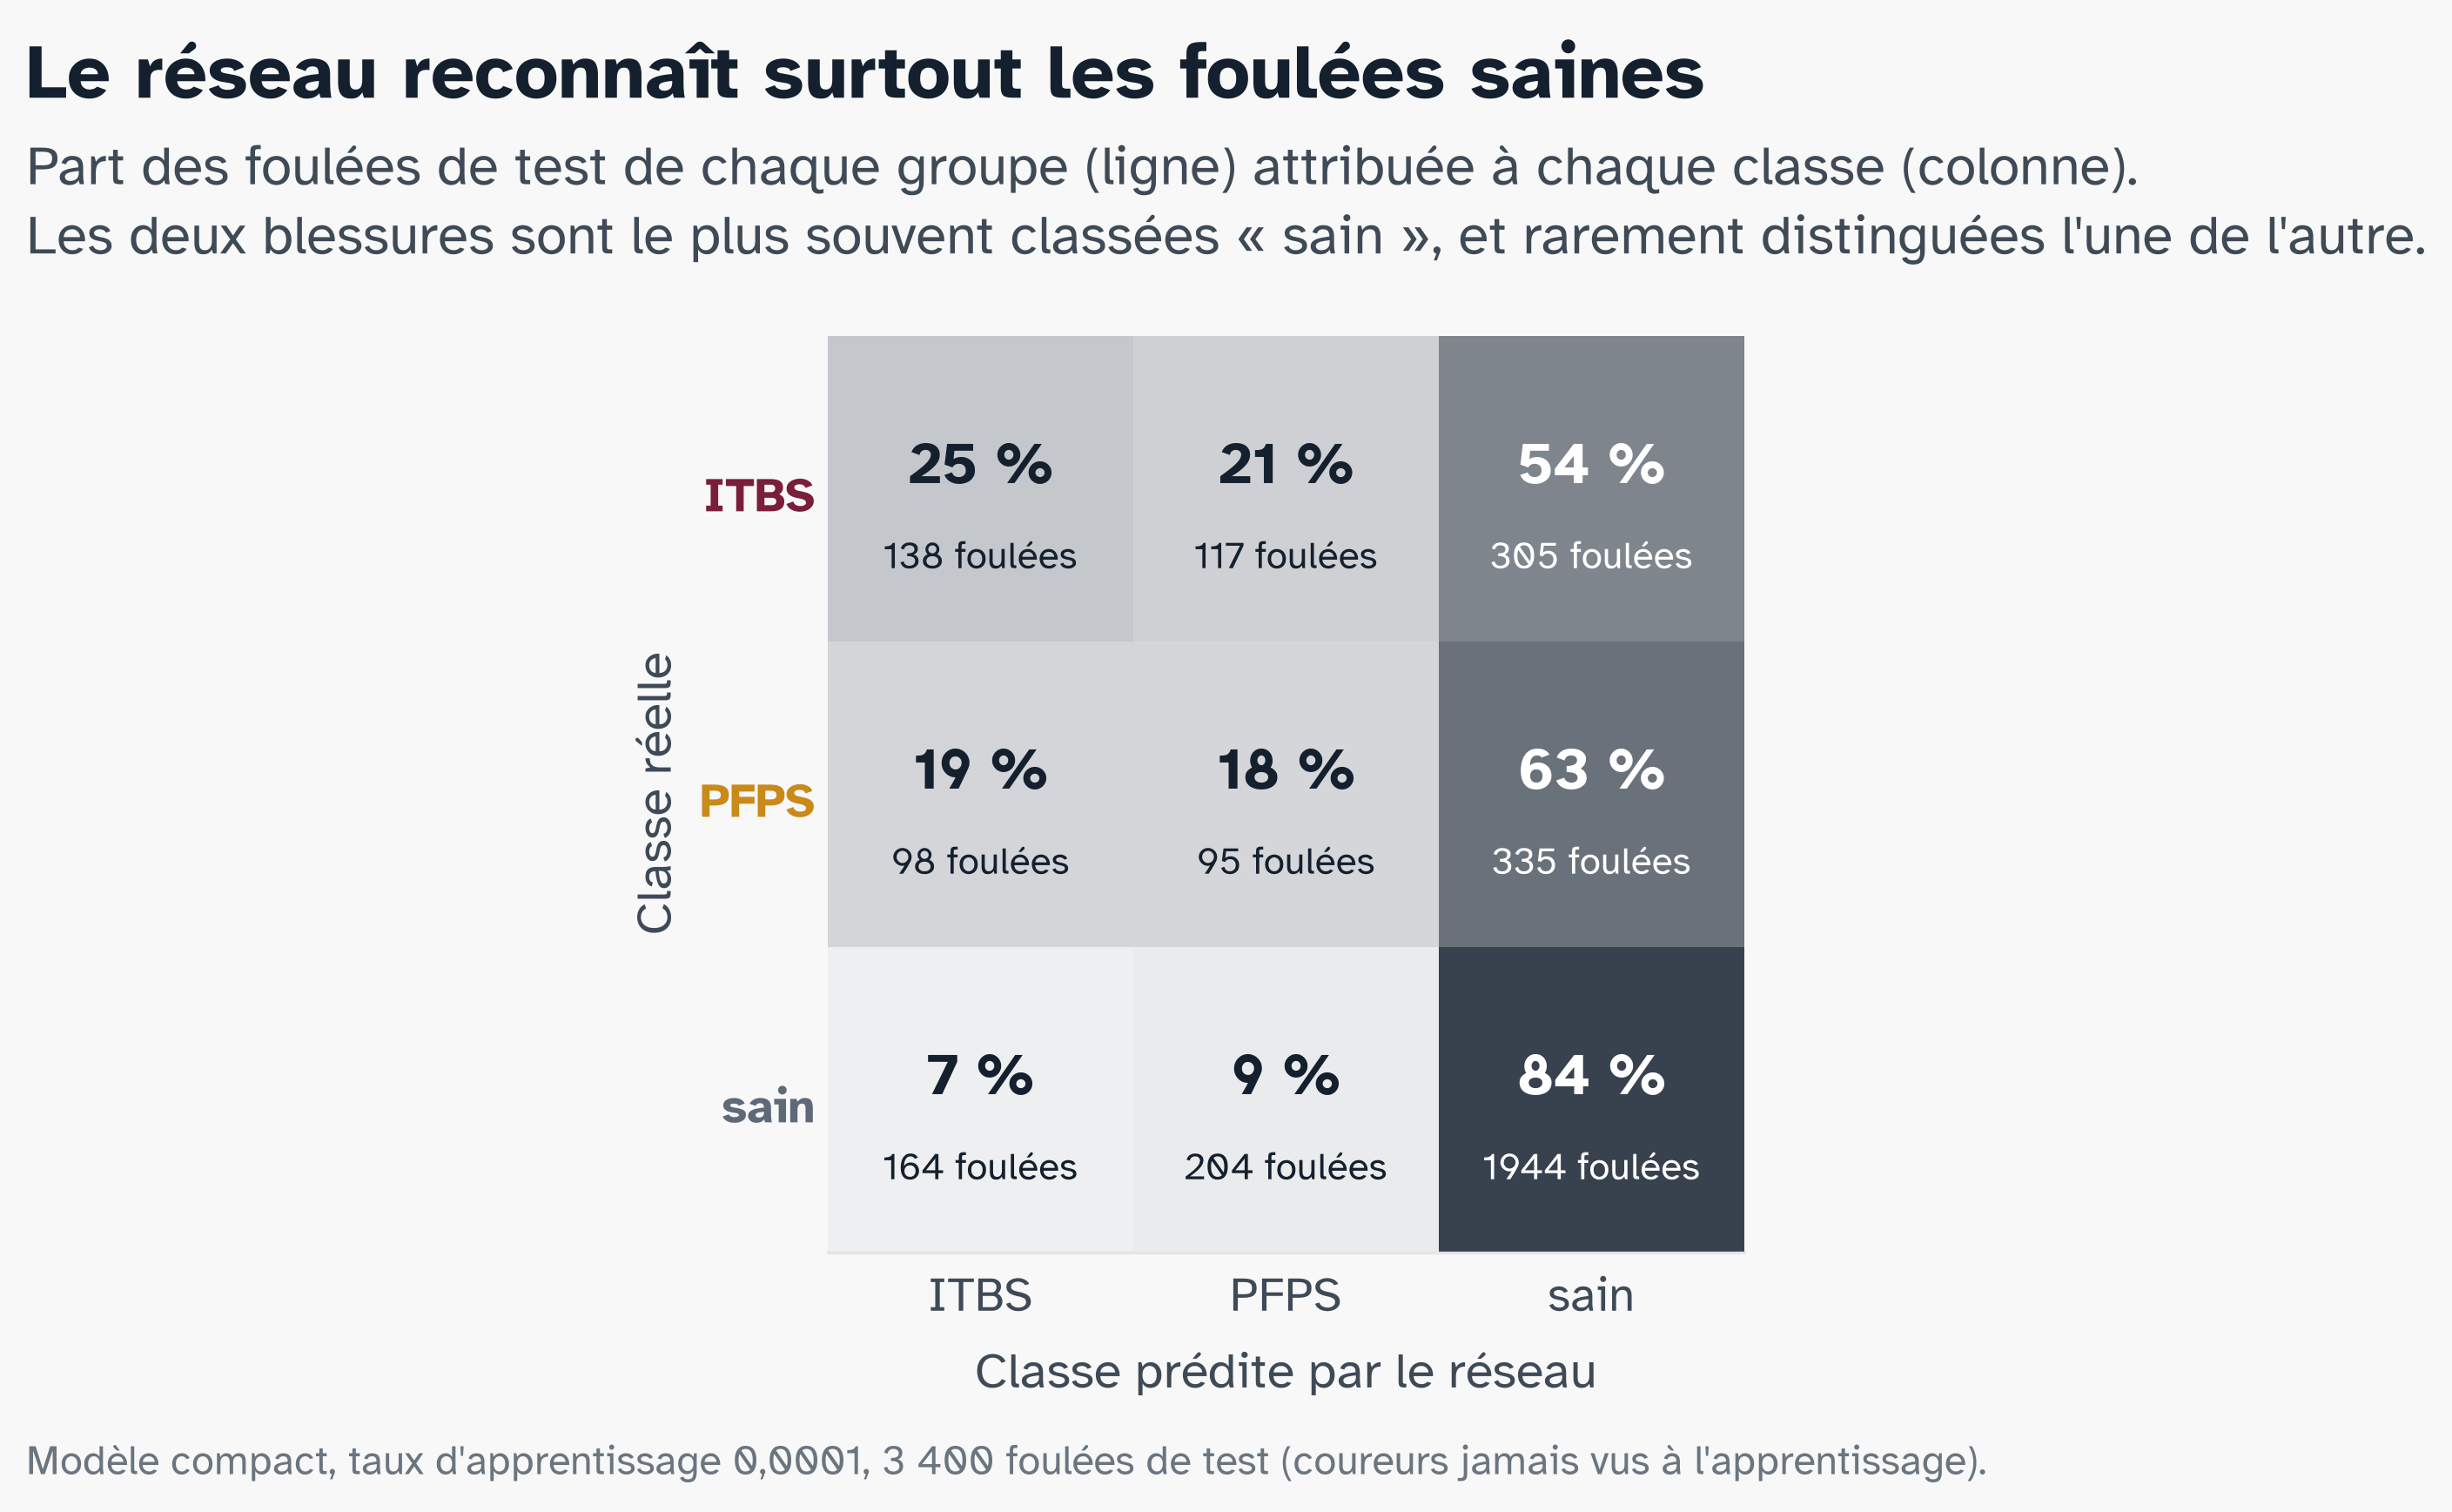 Le réseau reconnaît surtout les foulées saines
Part des foulées de test de chaque groupe (ligne) attribuée à chaque classe (colonne).
Les deux blessures sont le plus souvent classées « sain », et rarement distinguées l'une de l'autre.
Classe réelle
ITBS
25 %
21 %
54 %
138 foulées
117 foulées
305 foulées
PFPS
19 %
18 %
63 %
98 foulées
95 foulées
335 foulées
sain
7 %
9 %
84 %
164 foulées
204 foulées
1944 foulées
ITBS
PFPS
sain
Classe prédite par le réseau
Modèle compact, taux d'apprentissage 0,0001, 3 400 foulées de test (coureurs jamais vus à l'apprentissage).